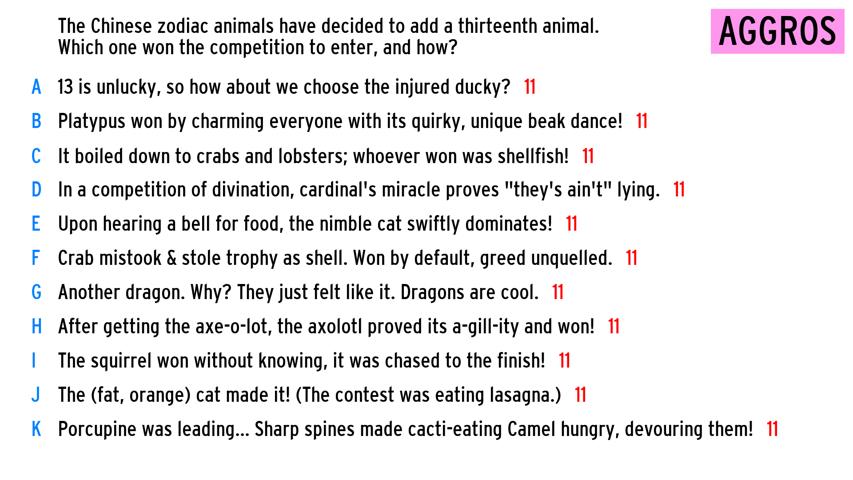 The Chinese zodiac animals have decided to add a thirteenth animal.
Which one won the competition to enter, and how?
AGGROS
A 13 is unlucky, so how about we choose the injured ducky? 11
B Platypus won by charming everyone with its quirky, unique beak dance! 11
C It boiled down to crabs and lobsters; whoever won was shellfish! 11
D In a competition of divination, cardinal's miracle proves "they's ain't" lying. 11
E Upon hearing a bell for food, the nimble cat swiftly dominates! 11
F Crab mistook & stole trophy as shell. Won by default, greed unquelled. 11
G Another dragon. Why? They just felt like it. Dragons are cool. 11
H After getting the axe-o-lot, the axolotl proved its a-gill-ity and won! 11
I The squirrel won without knowing, it was chased to the finish! 11
J The (fat, orange) cat made it! (The contest was eating lasagna.) 11
K Porcupine was leading... Sharp spines made cacti-eating Camel hungry, devouring them! 11